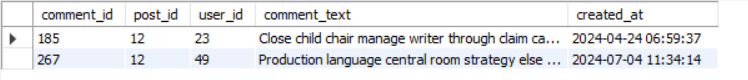 comment_id post_id user_id comment_text created_at
185 12 23 Close child chair manage writer through claim ca... 2024-04-24 06:59:37
267 12 49 Production language central room strategy else ... 2024-07-04 11:34:14